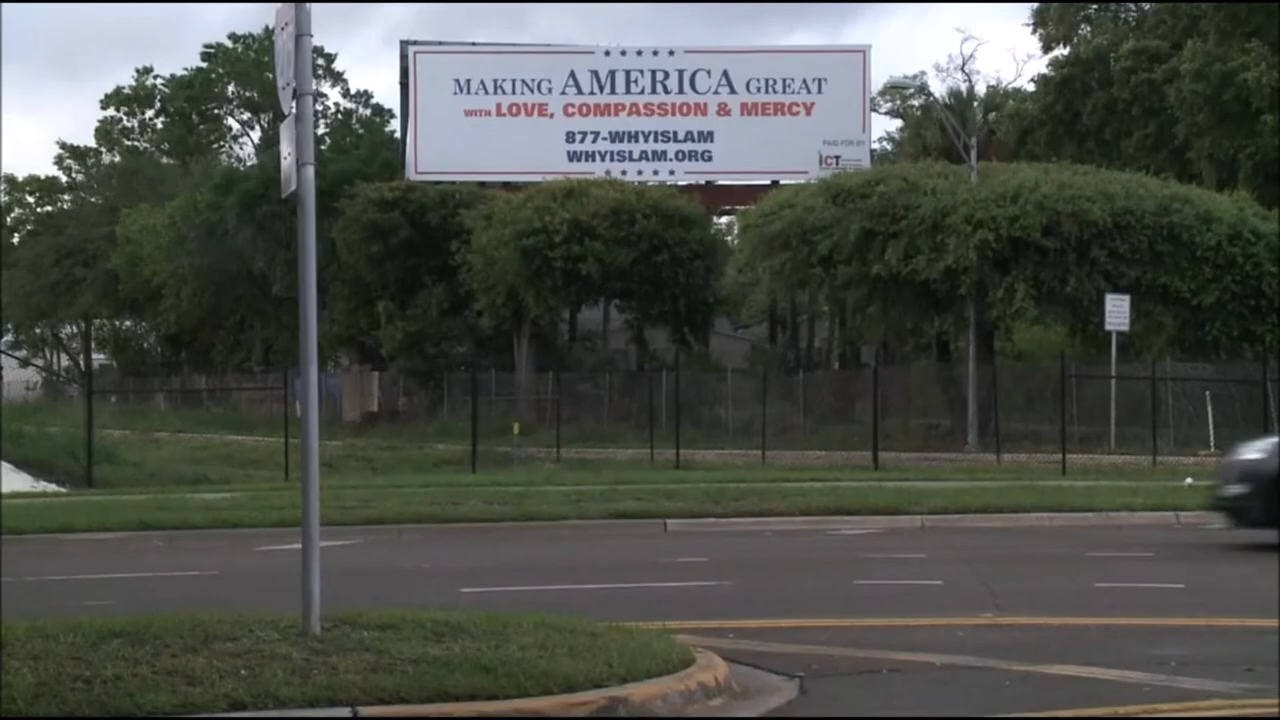 MAKING AMERICA GREAT
WITH LOVE, COMPASSION & MERCY
877-WHYISLAM
WHYISLAM.ORG
PAID FOR BY
ICT